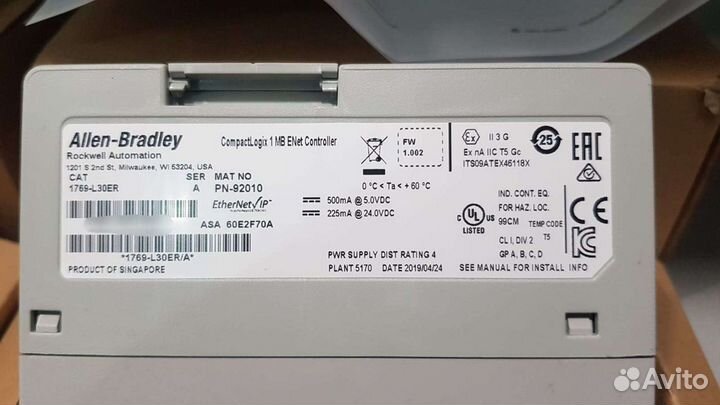 Allen-Bradley
Rockwell Automation
1201 S 2nd St, Milwaukee, WI 53204, USA
CAT SER MAT NO
1769-L30ER A PN-92010
EtherNet/IP
ASA 60E2F70A
*1769-L30ER/A*
PRODUCT OF SINGAPORE
CompactLogix 1 MB ENet Controller
FW
1.002
0 °C < Ta < +60 °C
500mA @ 5.0VDC
225mA @ 24.0VDC
PWR SUPPLY DIST RATING 4
PLANT 5170 DATE 2019/04/24
Ex II 3 G
Ex nA IIC T5 Gc
ITS09ATEX46118X
25
EAC
c UL US
LISTED
IND. CONT. EQ.
FOR HAZ. LOC.
99CM TEMP CODE
CL I, DIV 2 T5
GP A, B, C, D
SEE MANUAL FOR INSTALL INFO
Avito